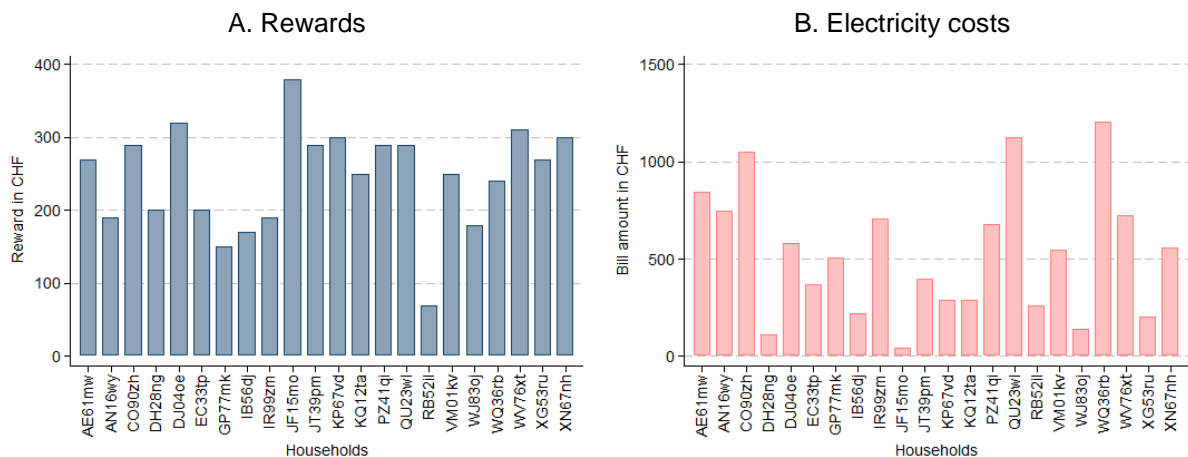 A. Rewards
400
300
200
100
0
Reward in CHF
AE61mw
AN16wy
CO90zh
DH28ng
DJ04oe
EC33tp
GP77mk
IB56dj
IR99zm
JF15mo
JT39pm
KP67vd
KQ12ta
PZ41qi
QU23wl
RB52ll
VM01kv
WJ83oj
WQ36rb
WV76xt
XG53ru
XN67nh
Households
B. Electricity costs
1500
1000
500
0
Bill amount in CHF
AE61mw
AN16wy
CO90zh
DH28ng
DJ04oe
EC33tp
GP77mk
IB56dj
IR99zm
JF15mo
JT39pm
KP67vd
KQ12ta
PZ41qi
QU23wl
RB52ll
VM01kv
WJ83oj
WQ36rb
WV76xt
XG53ru
XN67nh
Households